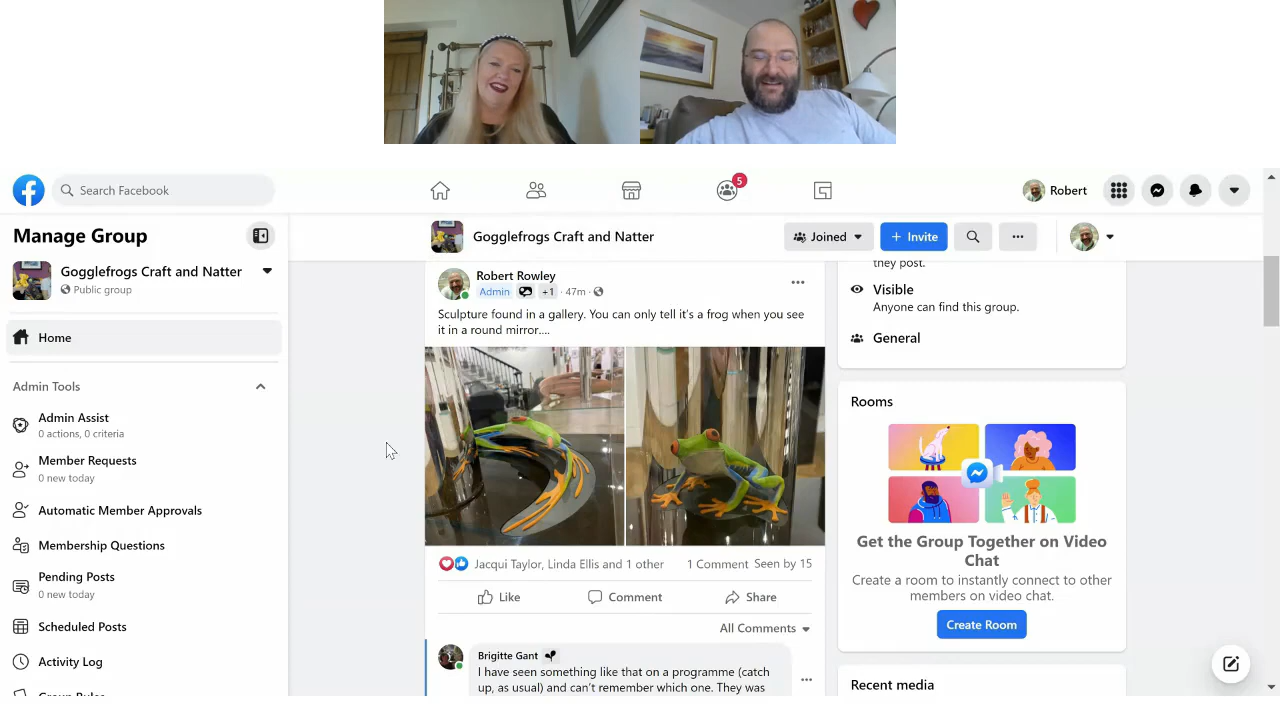 Search Facebook
5
Robert
Manage Group
Gogglefrogs Craft and Natter
Public group
Home
Admin Tools
Admin Assist
0 actions, 0 criteria
Member Requests
0 new today
Automatic Member Approvals
Membership Questions
Pending Posts
0 new today
Scheduled Posts
Activity Log
Group Rules
Gogglefrogs Craft and Natter
Joined
+ Invite
Robert Rowley
Admin +1 · 47m ·
Sculpture found in a gallery. You can only tell it's a frog when you see
it in a round mirror....
Jacqui Taylor, Linda Ellis and 1 other 1 Comment Seen by 15
Like Comment Share
All Comments
Brigitte Gant
I have seen something like that on a programme (catch
up, as usual) and can't remember which one. They was
they post.
Visible
Anyone can find this group.
General
Rooms
Get the Group Together on Video
Chat
Create a room to instantly connect to other
members on video chat.
Create Room
Recent media